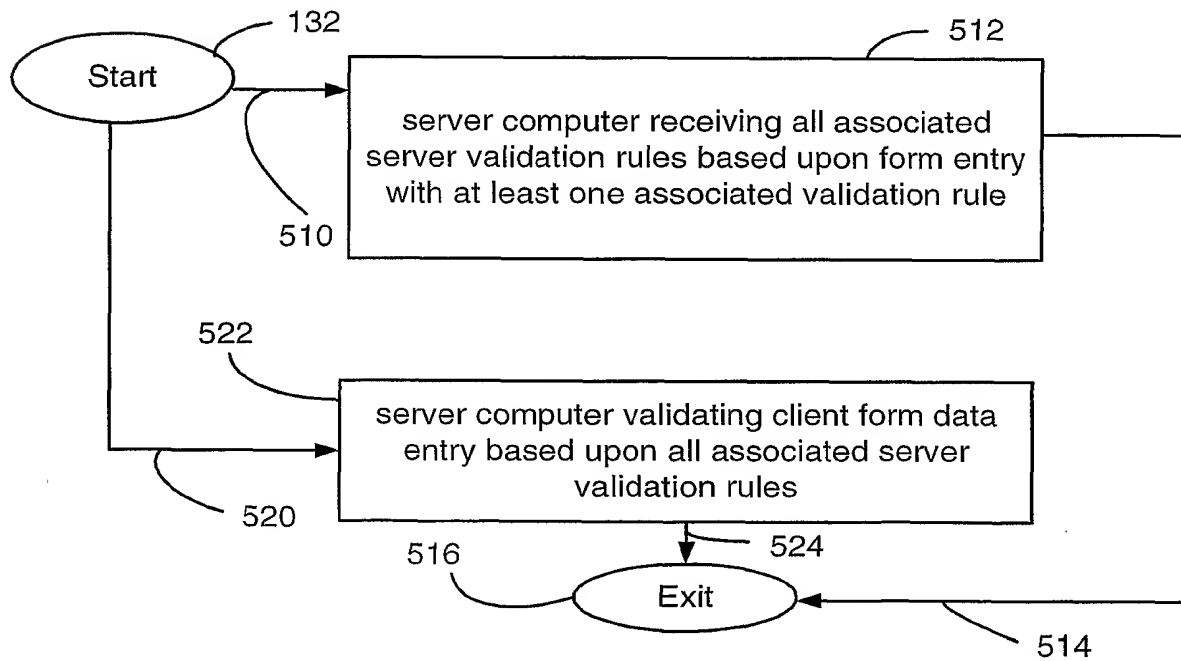 132
Start
512
server computer receiving all associated
server validation rules based upon form entry
with at least one associated validation rule
510
522
server computer validating client form data
entry based upon all associated server
validation rules
520
524
516
Exit
514